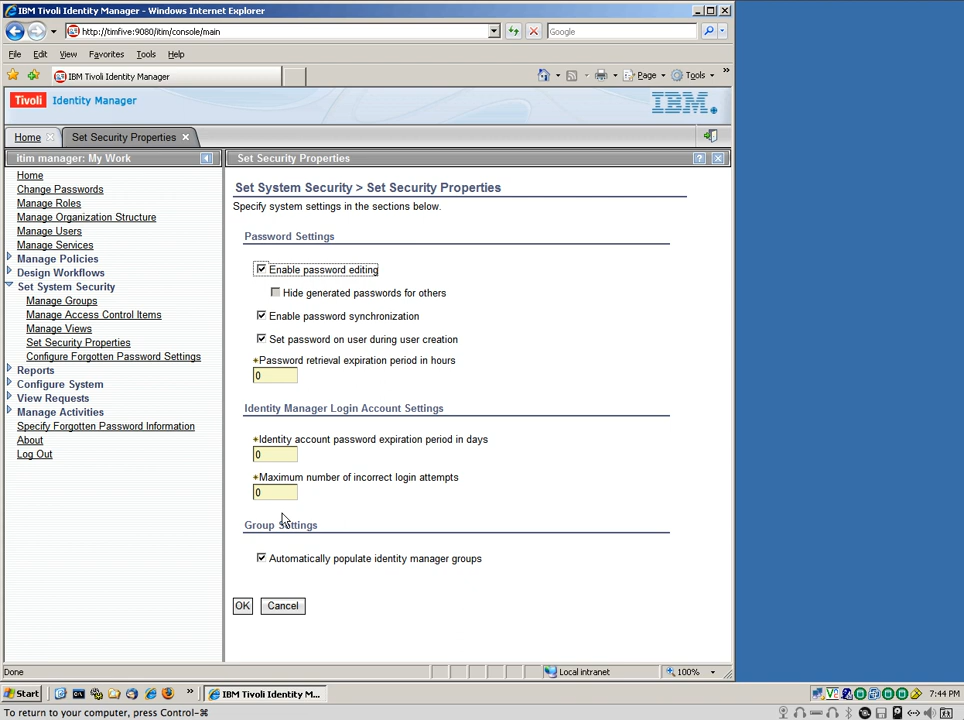 IBM Tivoli Identity Manager - Windows Internet Explorer
http://timfive:9080/itim/console/main
Google
File Edit View Favorites Tools Help
IBM Tivoli Identity Manager
Page Tools »
Tivoli Identity Manager
IBM.
Home Set Security Properties
itim manager: My Work
Home
Change Passwords
Manage Roles
Manage Organization Structure
Manage Users
Manage Services
Manage Policies
Design Workflows
Set System Security
Manage Groups
Manage Access Control Items
Manage Views
Set Security Properties
Configure Forgotten Password Settings
Reports
Configure System
View Requests
Manage Activities
Specify Forgotten Password Information
About
Log Out
Set Security Properties
Set System Security > Set Security Properties
Specify system settings in the sections below.
Password Settings
Enable password editing
Hide generated passwords for others
Enable password synchronization
Set password on user during user creation
Password retrieval expiration period in hours
0
Identity Manager Login Account Settings
Identity account password expiration period in days
0
Maximum number of incorrect login attempts
0
Group Settings
Automatically populate identity manager groups
OK Cancel
Done Local intranet 100%
Start » IBM Tivoli Identity M... 7:44 PM
To return to your computer, press Control-⌘